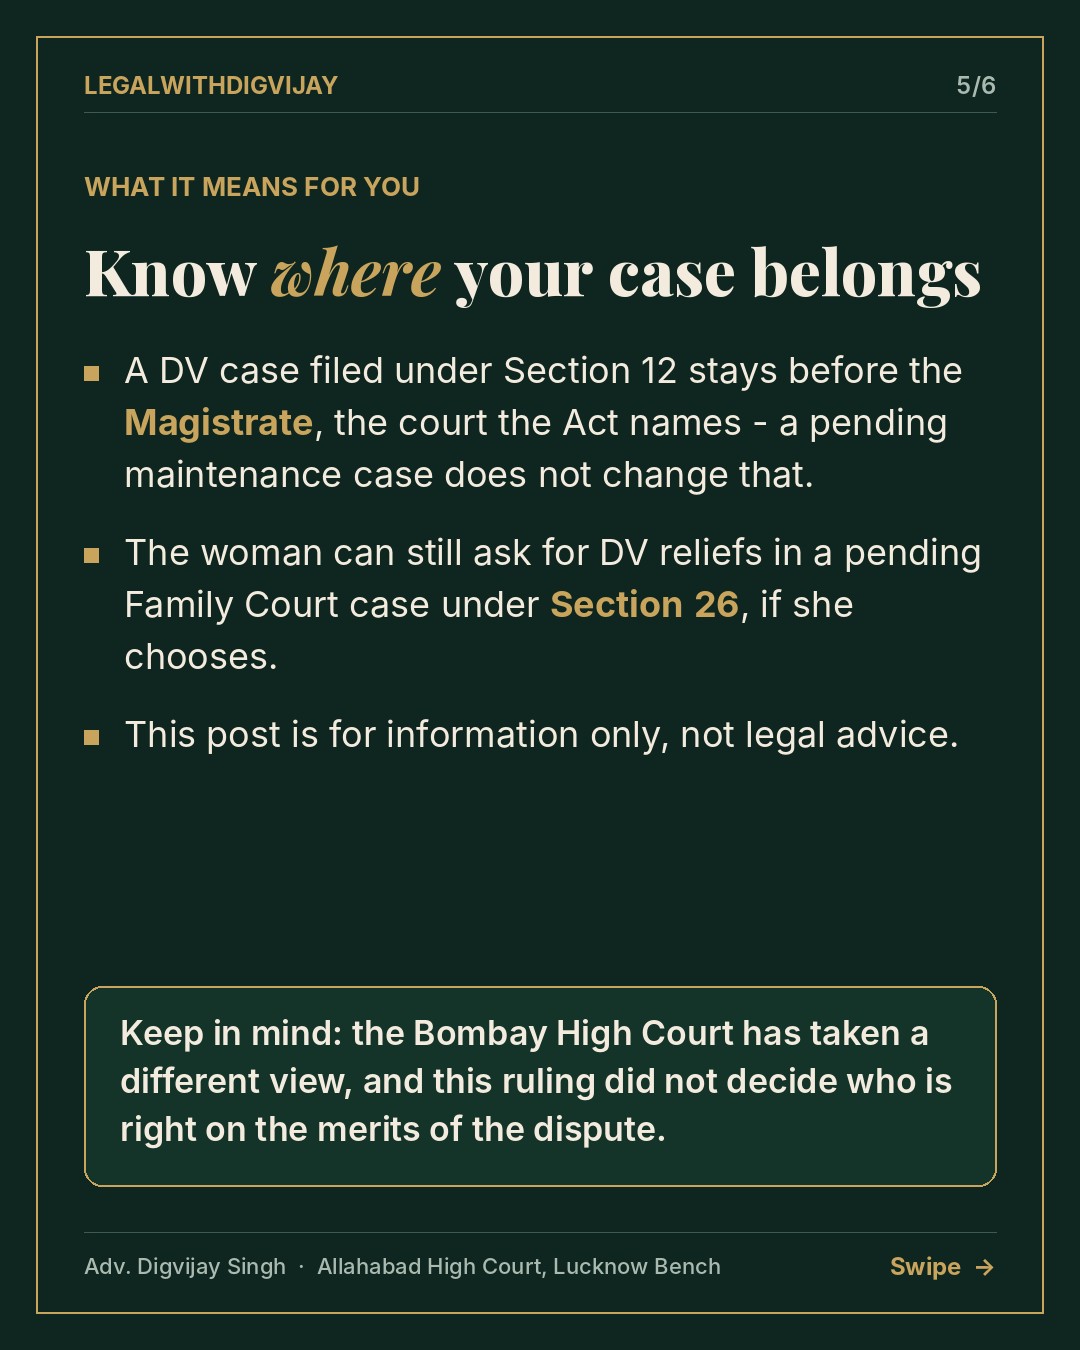 LEGALWITHDIGVIJAY
5/6
WHAT IT MEANS FOR YOU
Know where your case belongs
A DV case filed under Section 12 stays before the
Magistrate, the court the Act names - a pending
maintenance case does not change that.
The woman can still ask for DV reliefs in a pending
Family Court case under Section 26, if she
chooses.
This post is for information only, not legal advice.
Keep in mind: the Bombay High Court has taken a
different view, and this ruling did not decide who is
right on the merits of the dispute.
Adv. Digvijay Singh · Allahabad High Court, Lucknow Bench
Swipe →